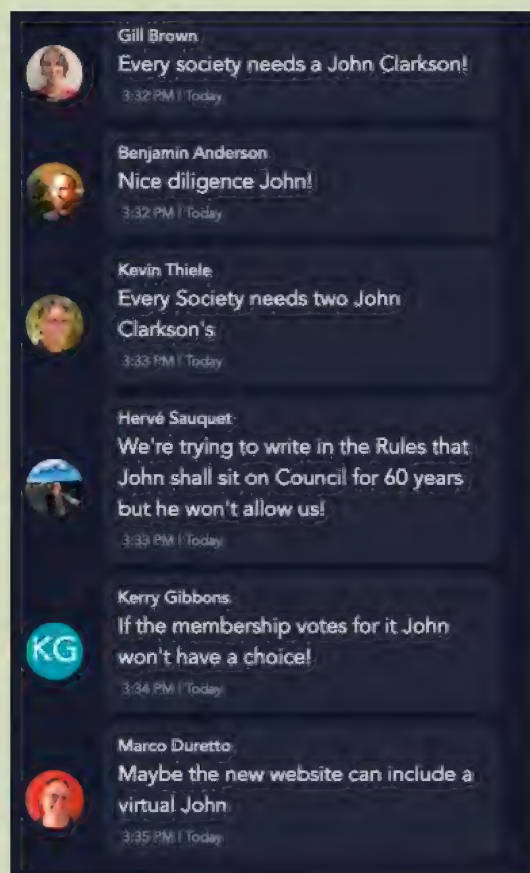 Gill Brown
Every society needs a John Clarkson!
3:32 PM | Today
Benjamin Anderson
Nice diligence John!
3:32 PM | Today
Kevin Thiele
Every Society needs two John
Clarkson's
3:33 PM | Today
Hervé Sauquet
We're trying to write in the Rules that
John shall sit on Council for 60 years
but he won't allow us!
3:33 PM | Today
Kerry Gibbons
KG
If the membership votes for it John
won't have a choice!
3:34 PM | Today
Marco Duretto
Maybe the new website can include a
virtual John
3:35 PM | Today